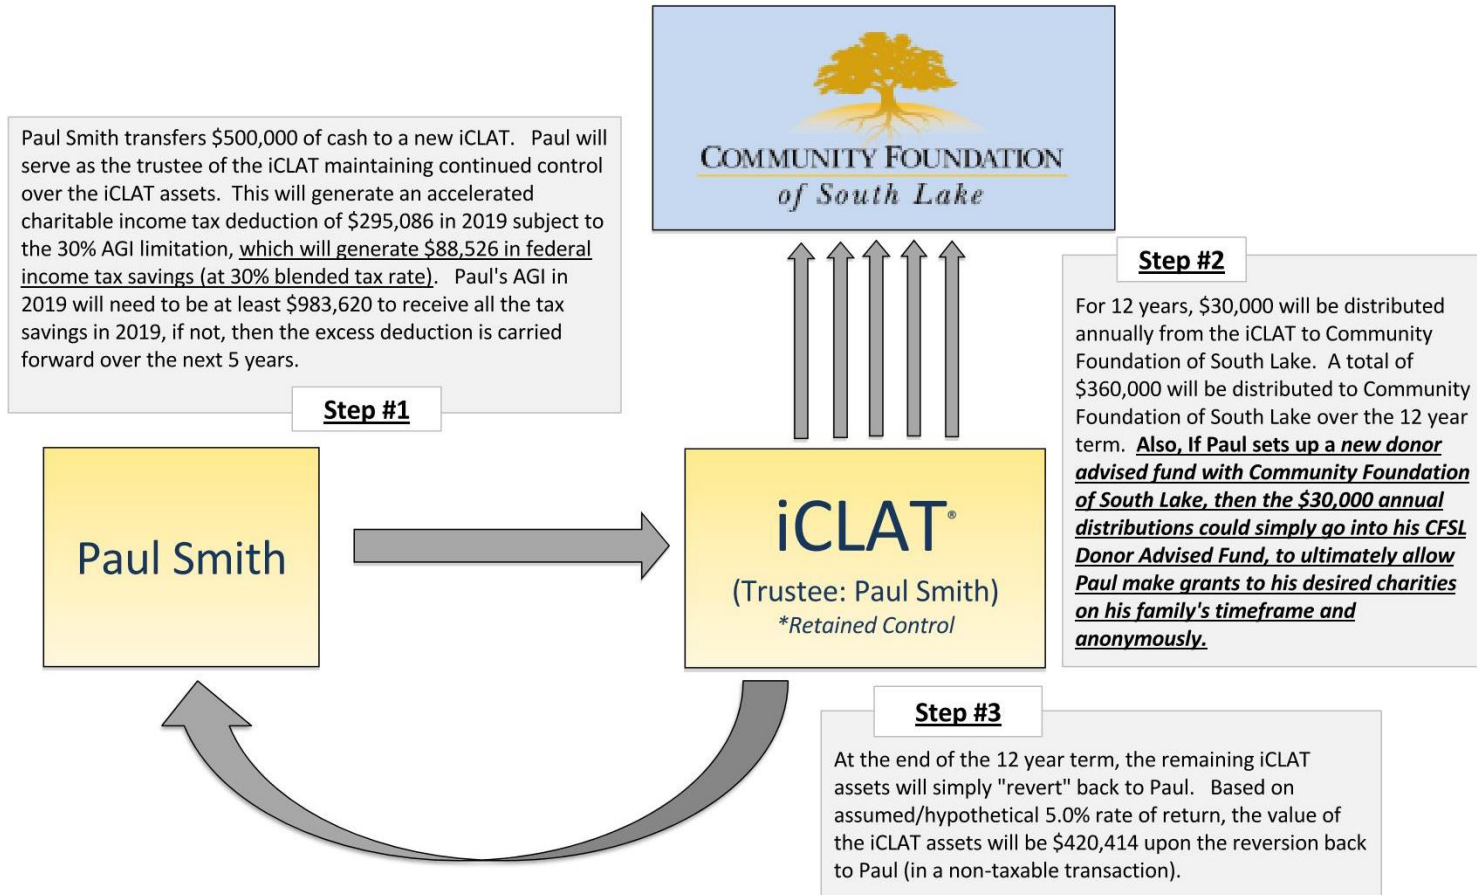 COMMUNITY FOUNDATION
of South Lake
Paul Smith transfers $500,000 of cash to a new iCLAT.   Paul will
serve as the trustee of the iCLAT maintaining continued control
over the iCLAT assets.  This will generate an accelerated
charitable income tax deduction of $295,086 in 2019 subject to
the 30% AGI limitation, which will generate $88,526 in federal
income tax savings (at 30% blended tax rate).   Paul's AGI in
2019 will need to be at least $983,620 to receive all the tax
savings in 2019, if not, then the excess deduction is carried
forward over the next 5 years.
Step #1
Step #2
For 12 years, $30,000 will be distributed
annually from the iCLAT to Community
Foundation of South Lake.  A total of
$360,000 will be distributed to Community
Foundation of South Lake over the 12 year
term.  Also, If Paul sets up a new donor
advised fund with Community Foundation
of South Lake, then the $30,000 annual
distributions could simply go into his CFSL
Donor Advised Fund, to ultimately allow
Paul make grants to his desired charities
on his family's timeframe and
anonymously.
Paul Smith
iCLAT®
(Trustee: Paul Smith)
*Retained Control
Step #3
At the end of the 12 year term, the remaining iCLAT
assets will simply "revert" back to Paul.   Based on
assumed/hypothetical 5.0% rate of return, the value of
the iCLAT assets will be $420,414 upon the reversion back
to Paul (in a non-taxable transaction).